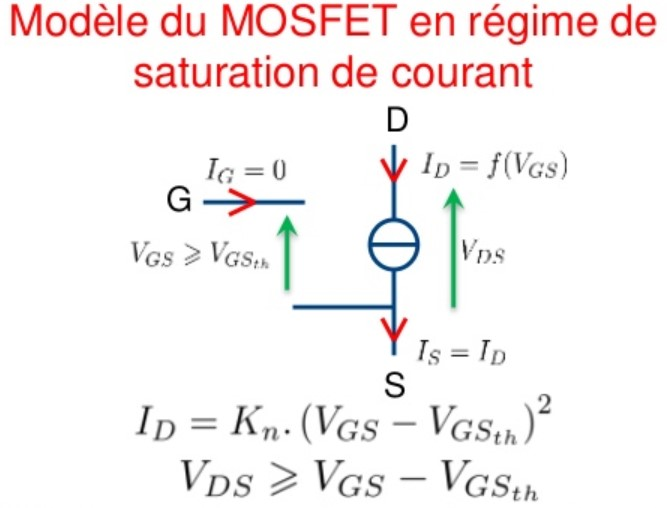 Modèle du MOSFET en régime de
saturation de courant
D
I_G = 0
I_D = f(V_GS)
G
V_GS ⩾ V_GS_th
V_DS
I_S = I_D
S
I_D = K_n.(V_GS − V_GS_th)²
V_DS ⩾ V_GS − V_GS_th